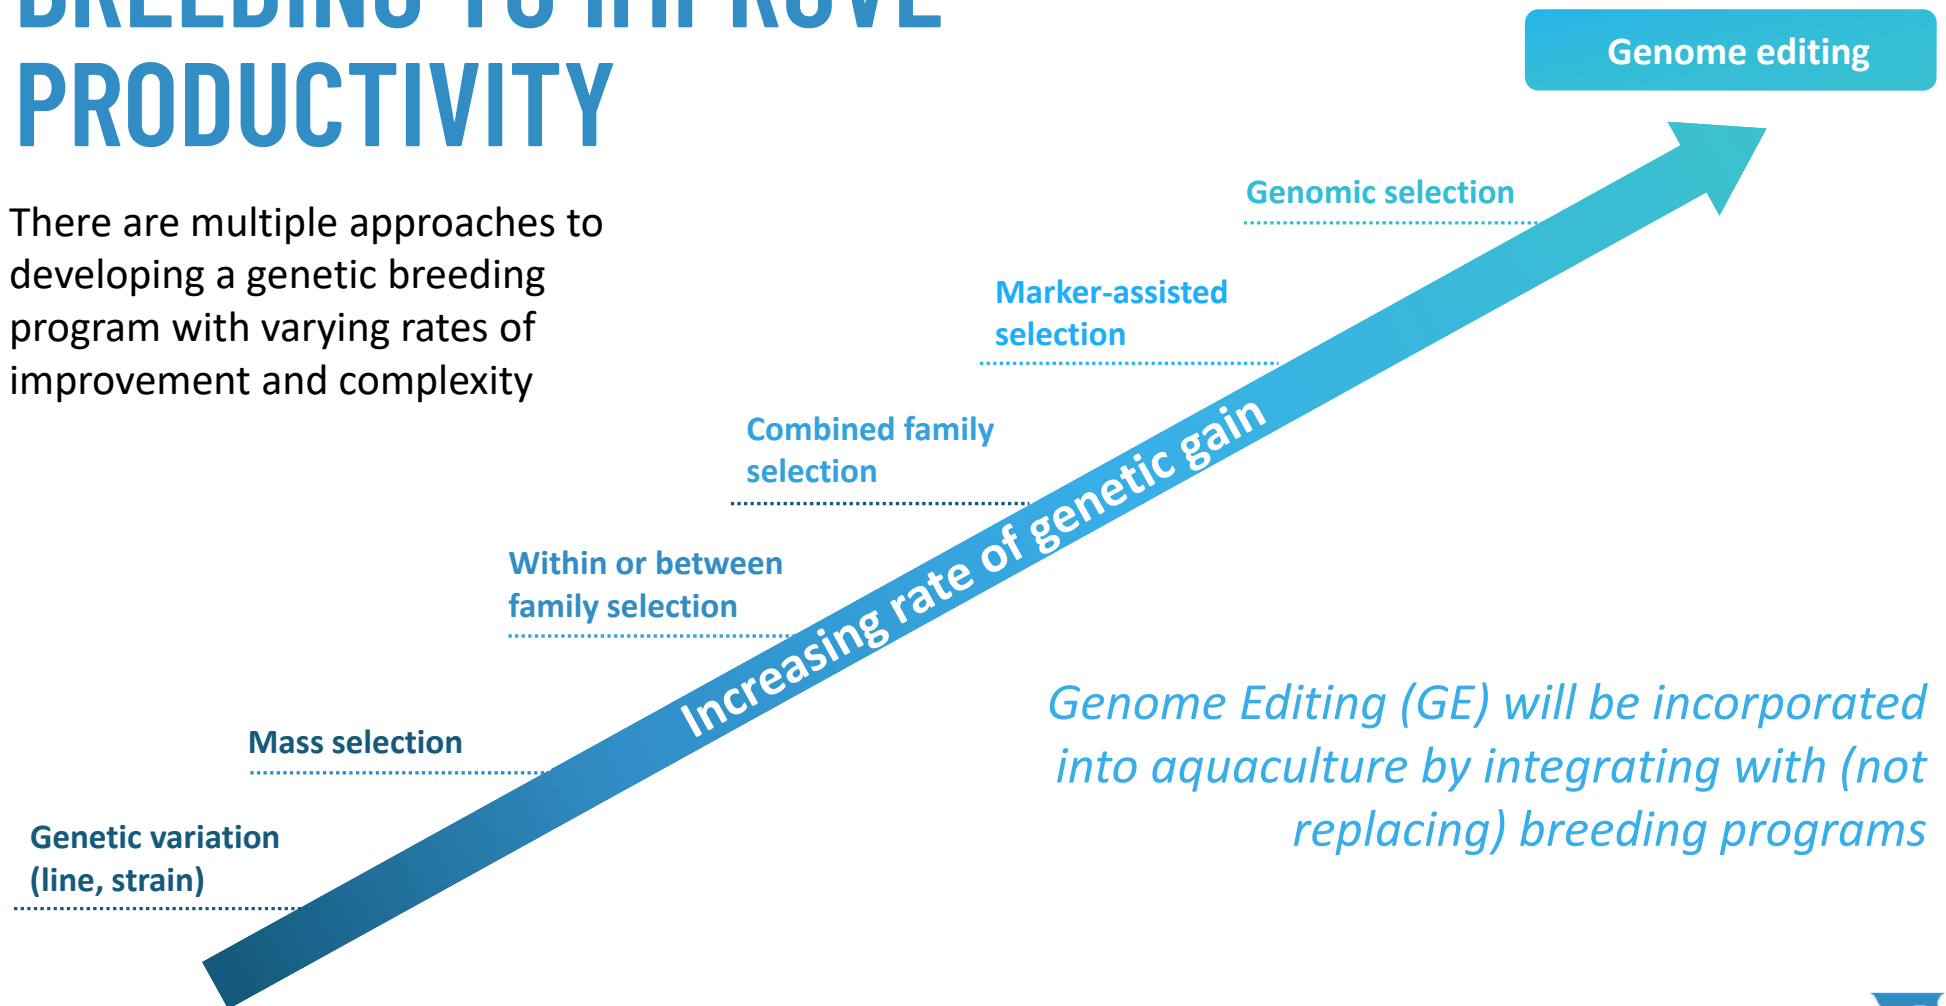 BREEDING TO IMPROVE
PRODUCTIVITY
There are multiple approaches to
developing a genetic breeding
program with varying rates of
improvement and complexity
Genome editing
Genomic selection
Marker-assisted
selection
Combined family
selection
Within or between
family selection
Mass selection
Genetic variation
(line, strain)
Increasing rate of genetic gain
Genome Editing (GE) will be incorporated
into aquaculture by integrating with (not
replacing) breeding programs